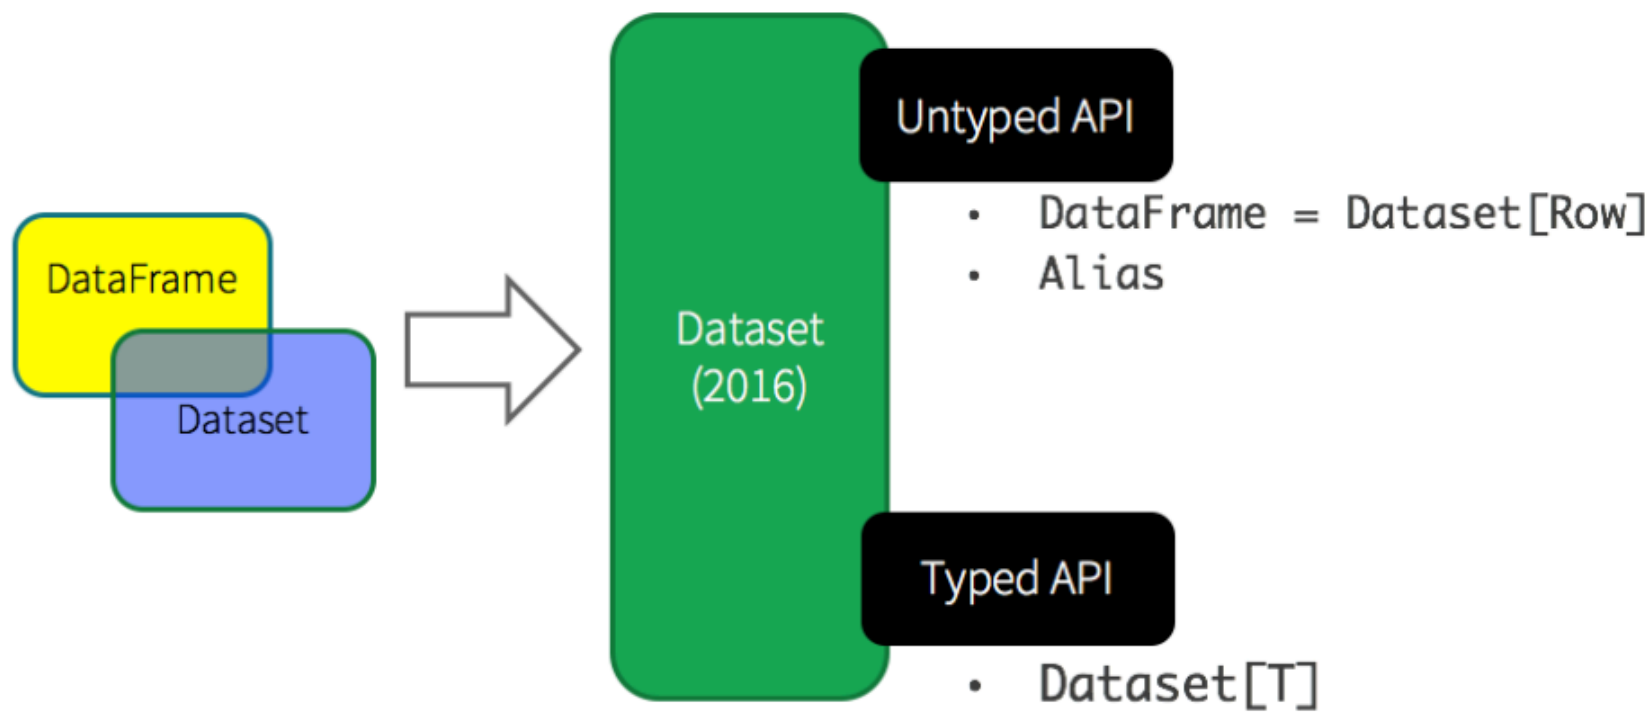 DataFrame
Dataset
Dataset
(2016)
Untyped API
• DataFrame = Dataset[Row]
• Alias
Typed API
• Dataset[T]